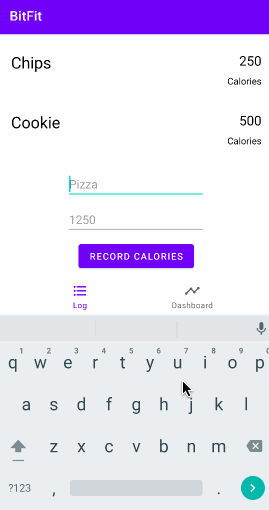 BitFit
Chips 250
Calories
Cookie 500
Calories
Pizza
1250
RECORD CALORIES
Log Dashboard
1 2 3 4 5 6 7 8 9 0
q w e r t y u i o p
a s d f g h j k l
z x c v b n m
?123 , .